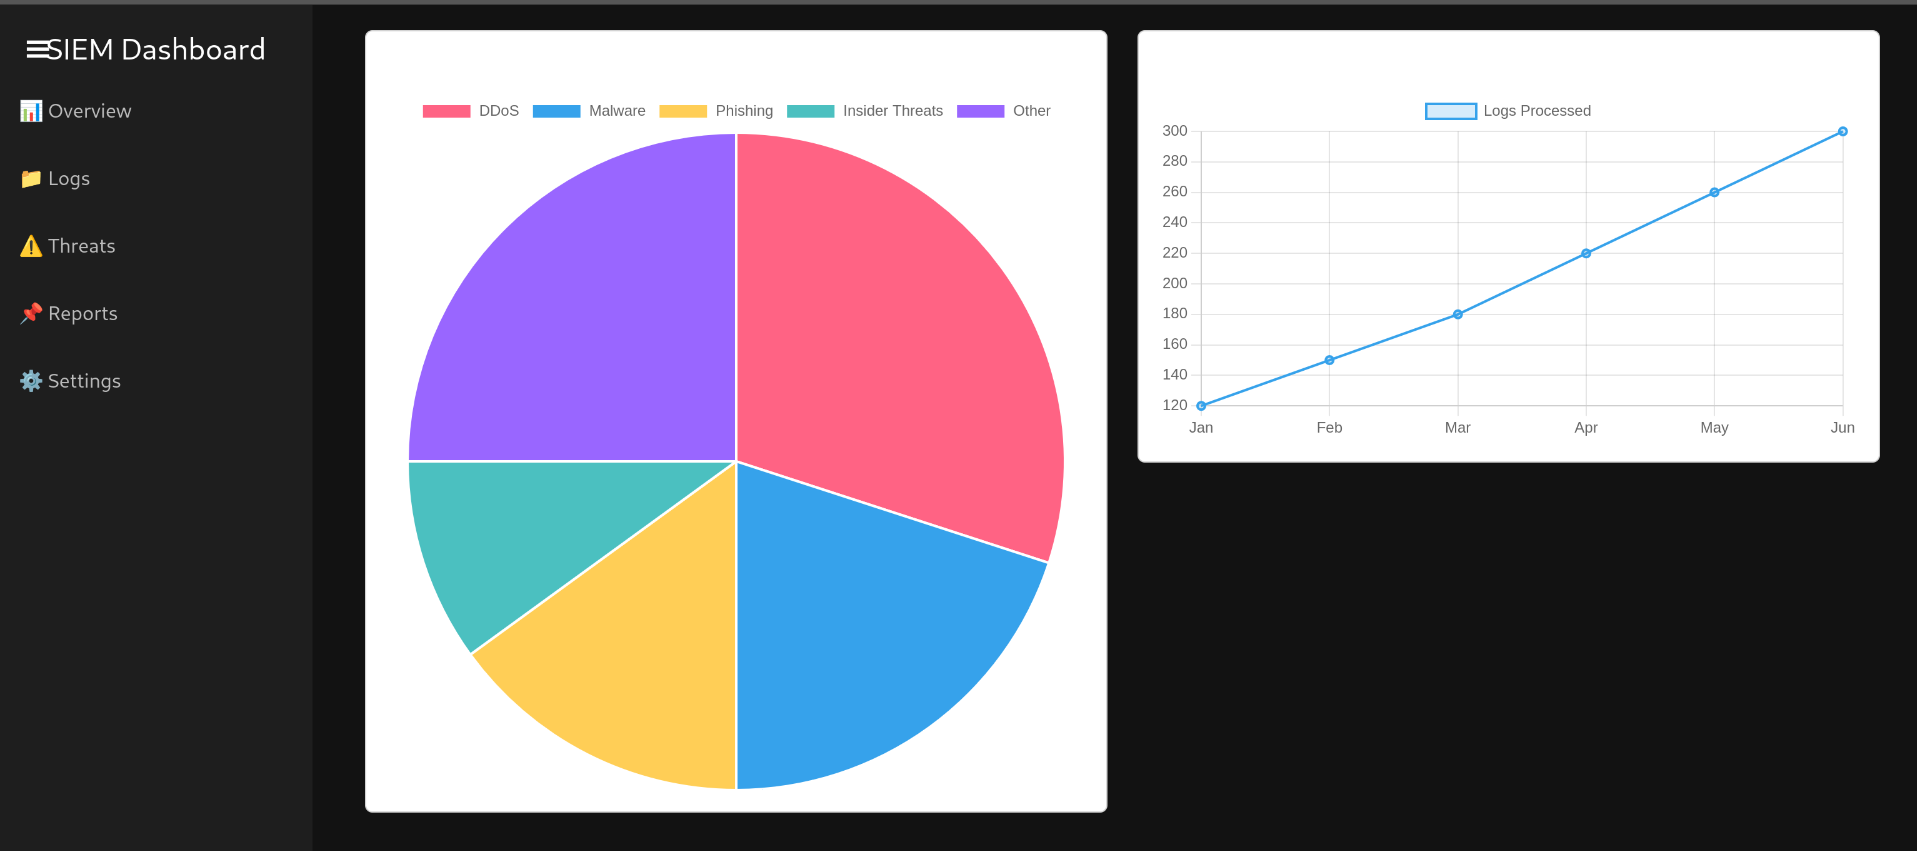 SIEM Dashboard
📊 Overview
📁 Logs
⚠️ Threats
📌 Reports
⚙️ Settings
DDoS Malware Phishing Insider Threats Other
Logs Processed
300
280
260
240
220
200
180
160
140
120
Jan Feb Mar Apr May Jun